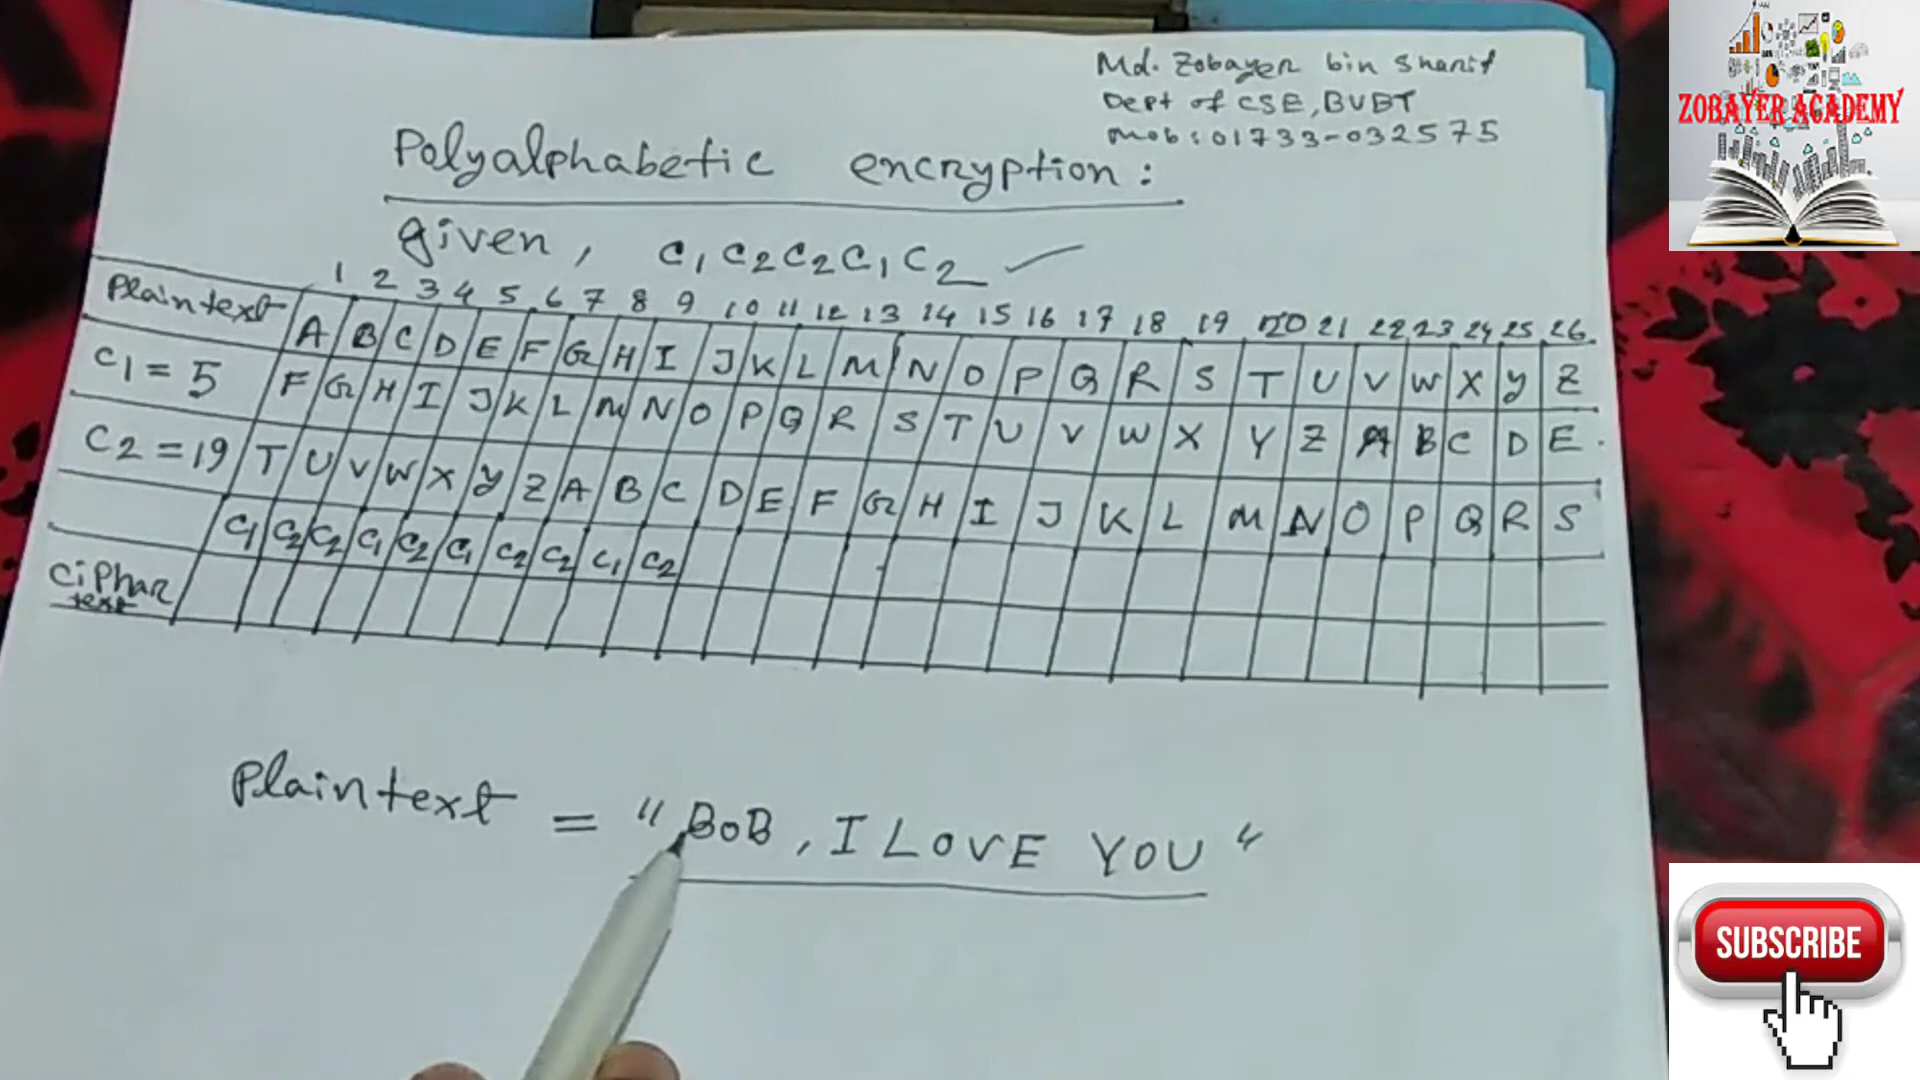 Md. Zobayer bin Sharif
Dept of CSE, BUBT
Mob: 01733-032575
ZOBAYER ACADEMY
Polyalphabetic encryption:
given, C1 C2 C2 C1 C2 ✓
1 2 3 4 5 6 7 8 9 10 11 12 13 14 15 16 17 18 19 20 21 22 23 24 25 26
Plaintext A B C D E F G H I J K L M N O P Q R S T U V W X Y Z
C1 = 5 F G H I J K L M N O P Q R S T U V W X Y Z A B C D E
C2 = 19 T U V W X Y Z A B C D E F G H I J K L M N O P Q R S
C1 C2 C2 C1 C2 C1 C2 C2 C1 C2
Ciphar
text
Plaintext = "BOB, I LOVE YOU"
SUBSCRIBE